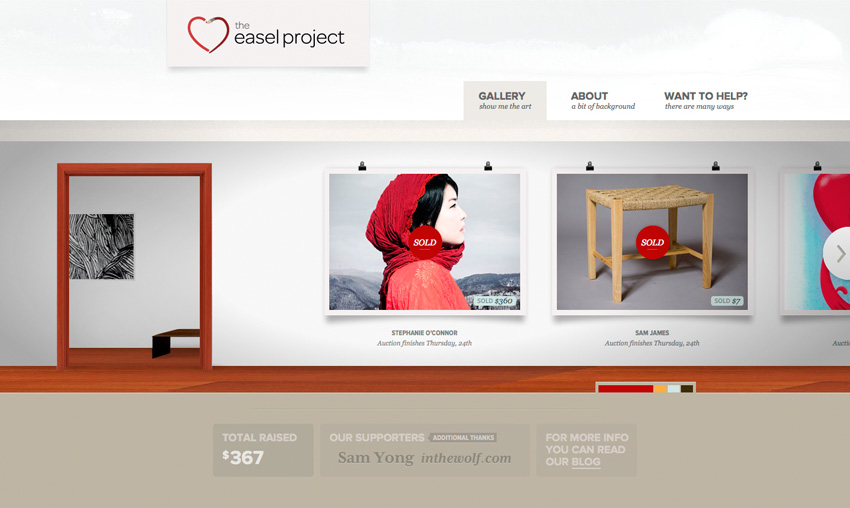 the
easel project
GALLERY
show me the art
ABOUT
a bit of background
WANT TO HELP?
there are many ways
SOLD
SOLD $360
STEPHANIE O'CONNOR
Auction finishes Thursday, 24th
SOLD
SOLD $7
SAM JAMES
Auction finishes Thursday, 24th
Au
TOTAL RAISED
$367
OUR SUPPORTERS ADDITIONAL THANKS
Sam Yong inthewolf.com
FOR MORE INFO
YOU CAN READ
OUR BLOG